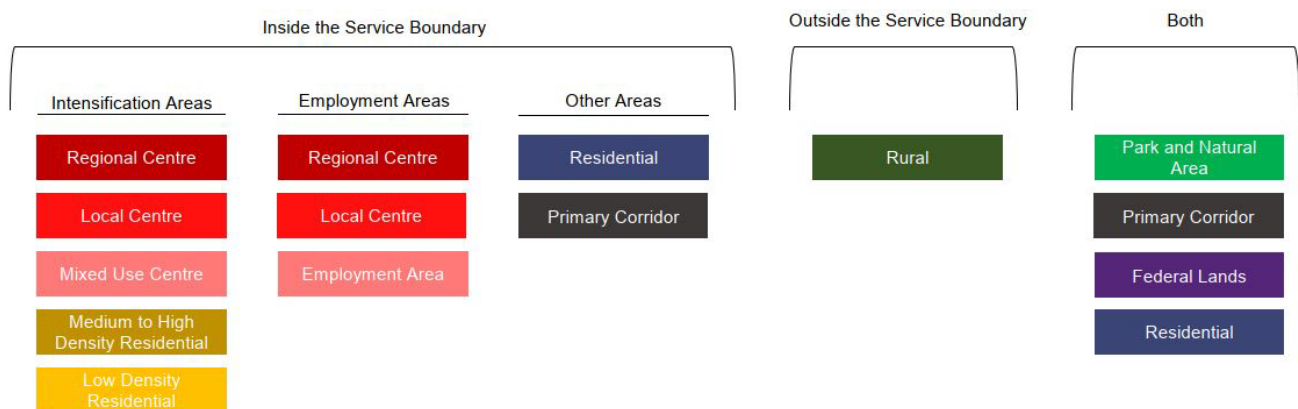 Inside the Service Boundary
Outside the Service Boundary
Both
Intensification Areas
Employment Areas
Other Areas
Regional Centre
Regional Centre
Residential
Rural
Park and Natural
Area
Local Centre
Local Centre
Primary Corridor
Primary Corridor
Mixed Use Centre
Employment Area
Federal Lands
Medium to High
Density Residential
Residential
Low Density
Residential